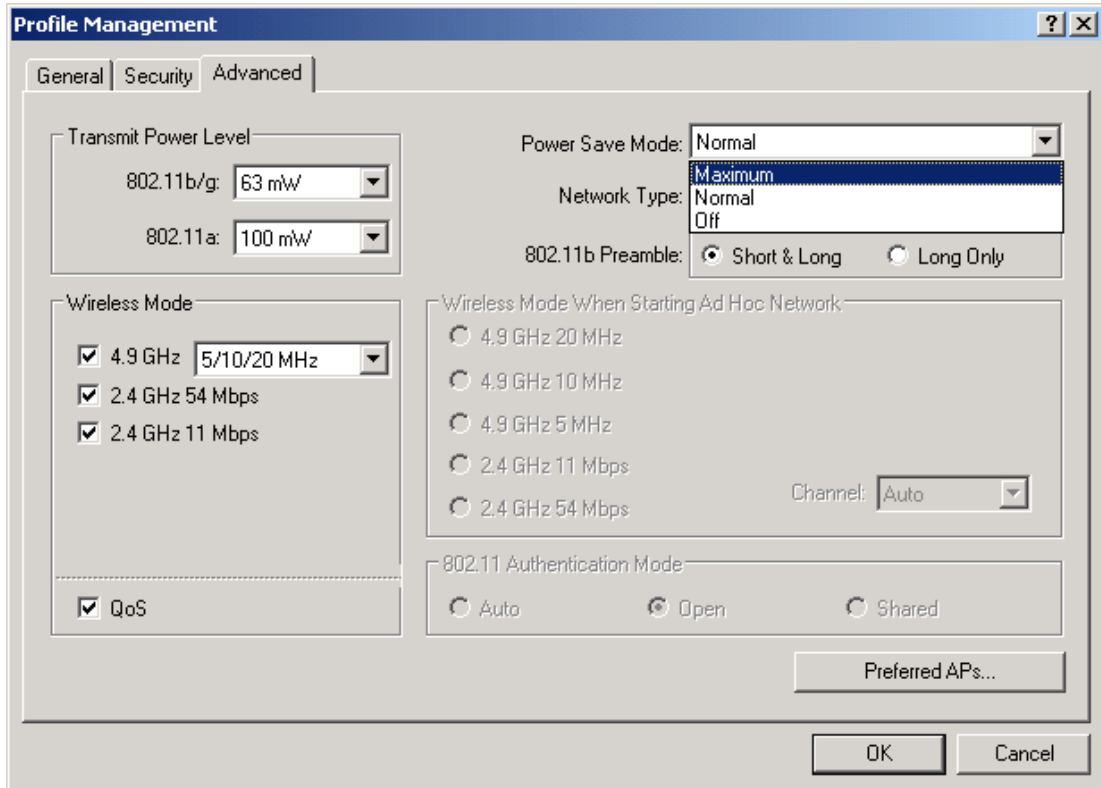 Profile Management
General Security Advanced
Transmit Power Level
802.11b/g: 63 mW
802.11a: 100 mW
Power Save Mode: Normal
Maximum
Normal
Off
Network Type:
802.11b Preamble: Short & Long Long Only
Wireless Mode
4.9 GHz 5/10/20 MHz
2.4 GHz 54 Mbps
2.4 GHz 11 Mbps
QoS
Wireless Mode When Starting Ad Hoc Network
4.9 GHz 20 MHz
4.9 GHz 10 MHz
4.9 GHz 5 MHz
2.4 GHz 11 Mbps
2.4 GHz 54 Mbps
Channel: Auto
802.11 Authentication Mode
Auto Open Shared
Preferred APs...
OK Cancel